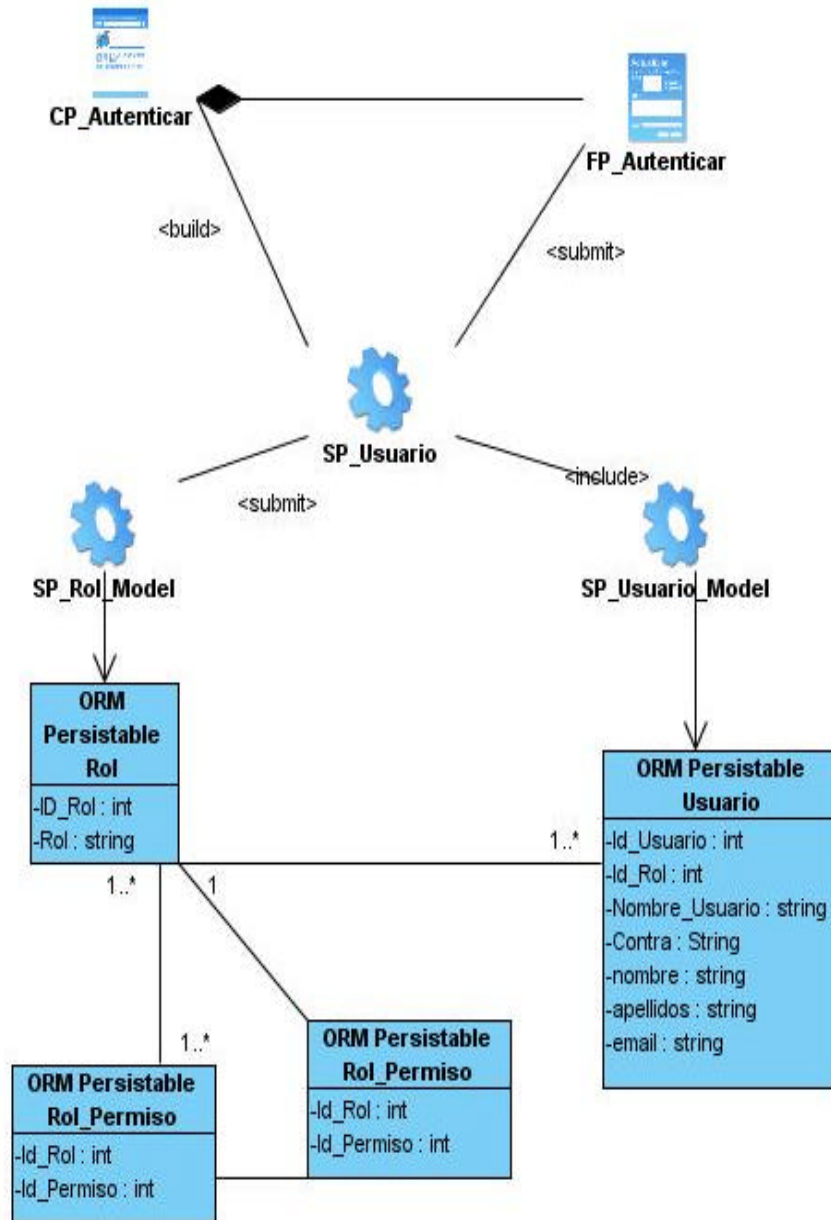 CP_Autenticar
FP_Autenticar
<build>
<submit>
SP_Usuario
<submit>
<include>
SP_Rol_Model
SP_Usuario_Model
ORM
Persistable
Rol
-ID_Rol : int
-Rol : string
ORM Persistable
Usuario
-Id_Usuario : int
-Id_Rol : int
-Nombre_Usuario : string
-Contra : String
-nombre : string
-apellidos : string
-email : string
1..*
1..*
1
1..*
ORM Persistable
Rol_Permiso
-Id_Rol : int
-Id_Permiso : int
ORM Persistable
Rol_Permiso
-Id_Rol : int
-Id_Permiso : int